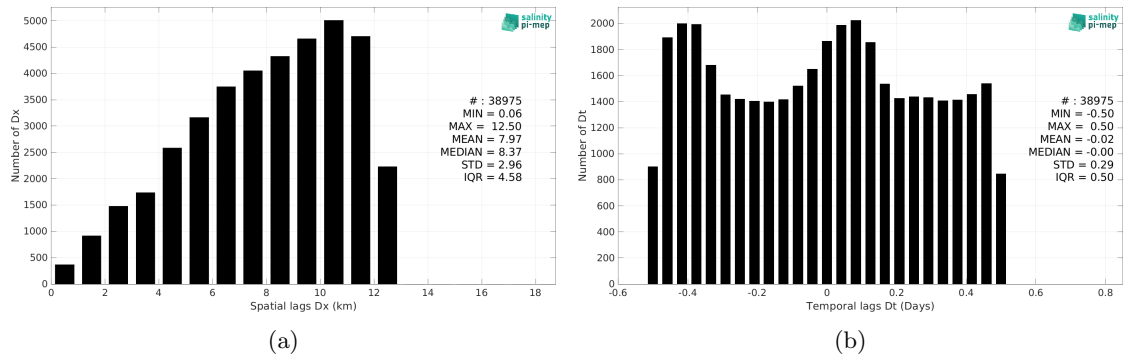 5000
4500
4000
3500
3000
2500
2000
1500
1000
500
0
Number of Dx
0 2 4 6 8 10 12 14 16 18
Spatial lags Dx (km)
salinity
pi-mep
# : 38975
MIN = 0.06
MAX = 12.50
MEAN = 7.97
MEDIAN = 8.37
STD = 2.96
IQR = 4.58
(a)
2000
1800
1600
1400
1200
1000
800
600
400
200
0
Number of Dt
-0.6 -0.4 -0.2 0 0.2 0.4 0.6 0.8
Temporal lags Dt (Days)
salinity
pi-mep
# : 38975
MIN = -0.50
MAX = 0.50
MEAN = -0.02
MEDIAN = -0.00
STD = 0.29
IQR = 0.50
(b)